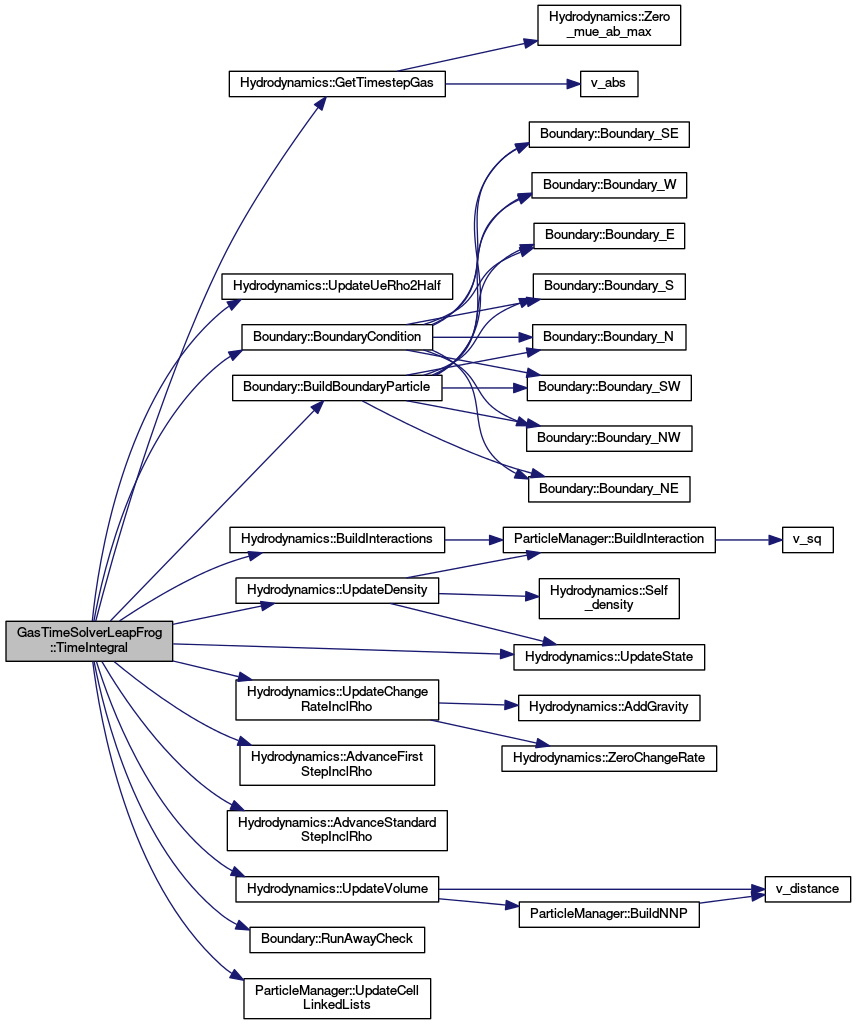 Hydrodynamics::Zero
_mue_ab_max
Hydrodynamics::GetTimestepGas
v_abs
Boundary::Boundary_SE
Boundary::Boundary_W
Boundary::Boundary_E
Hydrodynamics::UpdateUeRho2Half
Boundary::Boundary_S
Boundary::BoundaryCondition
Boundary::Boundary_N
Boundary::BuildBoundaryParticle
Boundary::Boundary_SW
Boundary::Boundary_NW
Boundary::Boundary_NE
Hydrodynamics::BuildInteractions
ParticleManager::BuildInteraction
v_sq
Hydrodynamics::UpdateDensity
Hydrodynamics::Self
_density
GasTimeSolverLeapFrog
::TimeIntegral
Hydrodynamics::UpdateState
Hydrodynamics::UpdateChange
RateInclRho
Hydrodynamics::AddGravity
Hydrodynamics::ZeroChangeRate
Hydrodynamics::AdvanceFirst
StepInclRho
Hydrodynamics::AdvanceStandard
StepInclRho
Hydrodynamics::UpdateVolume
v_distance
ParticleManager::BuildNNP
Boundary::RunAwayCheck
ParticleManager::UpdateCell
LinkedLists